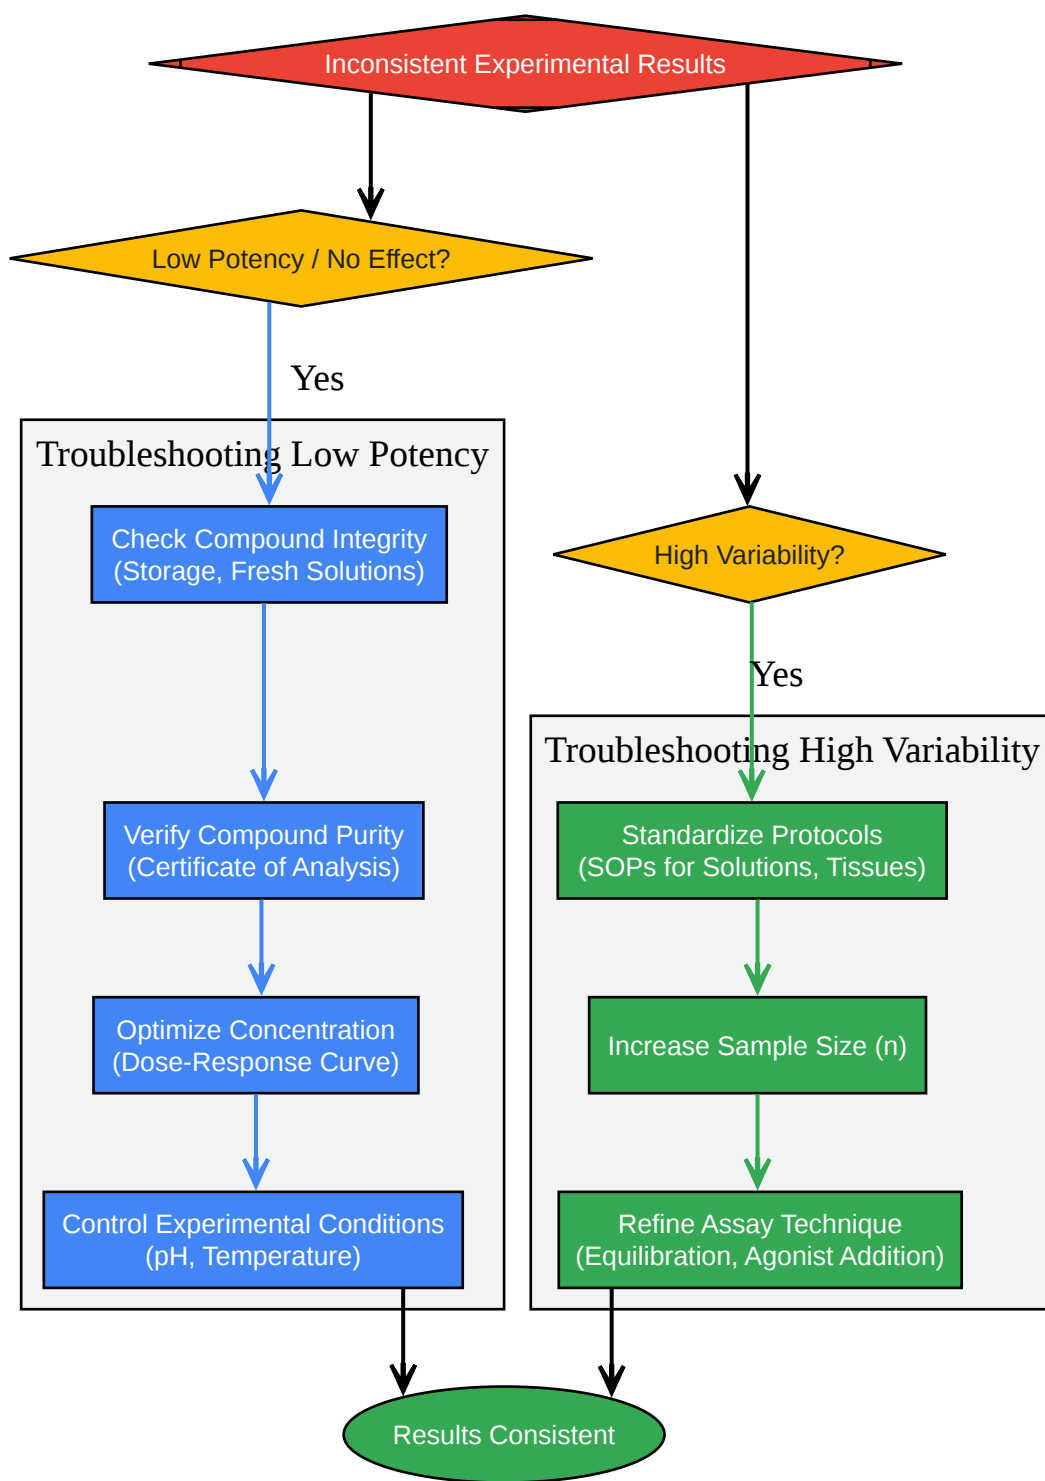 Inconsistent Experimental Results
Low Potency / No Effect?
Yes
Troubleshooting Low Potency
Check Compound Integrity
(Storage, Fresh Solutions)
Verify Compound Purity
(Certificate of Analysis)
Optimize Concentration
(Dose-Response Curve)
Control Experimental Conditions
(pH, Temperature)
High Variability?
Yes
Troubleshooting High Variability
Standardize Protocols
(SOPs for Solutions, Tissues)
Increase Sample Size (n)
Refine Assay Technique
(Equilibration, Agonist Addition)
Results Consistent